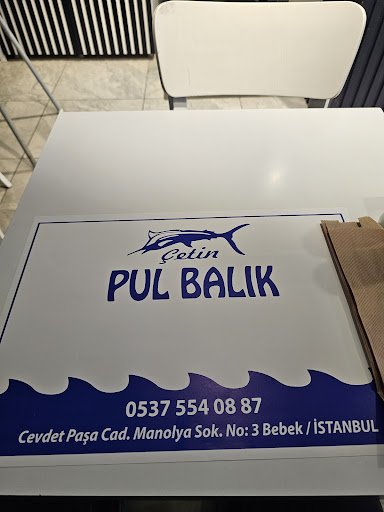 Çetin
PUL BALIK
0537 554 08 87
Cevdet Paşa Cad. Manolya Sok. No: 3 Bebek / İSTANBUL